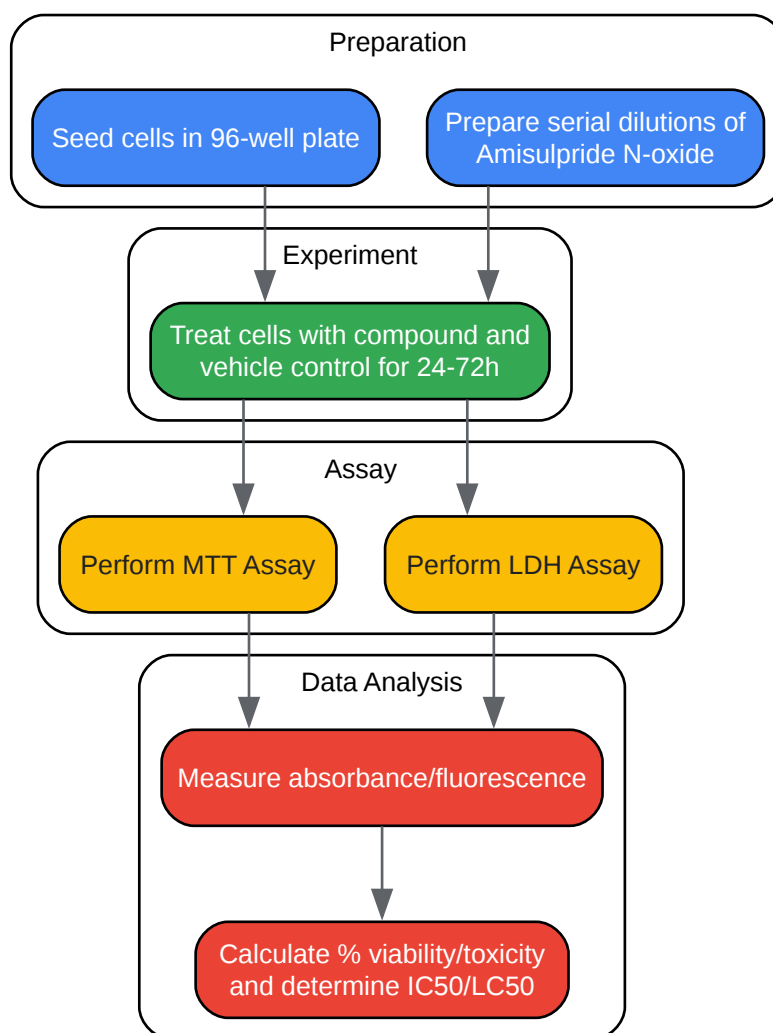 Preparation
Seed cells in 96-well plate
Prepare serial dilutions of
Amisulpride N-oxide
Experiment
Treat cells with compound and
vehicle control for 24-72h
Assay
Perform MTT Assay
Perform LDH Assay
Data Analysis
Measure absorbance/fluorescence
Calculate % viability/toxicity
and determine IC50/LC50